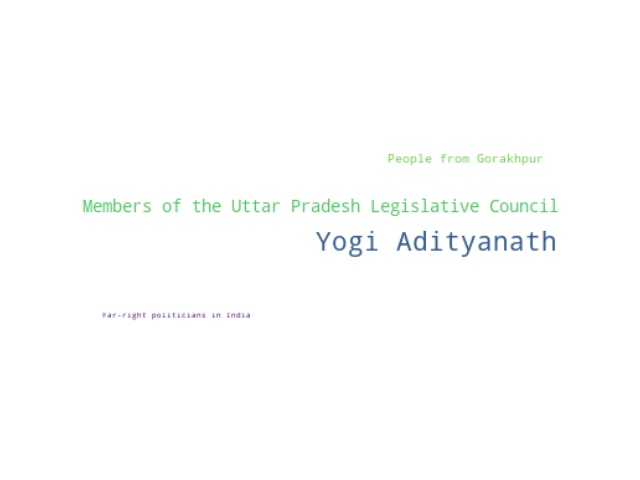 People from Gorakhpur
Members of the Uttar Pradesh Legislative Council
Yogi Adityanath
Far-right politicians in India